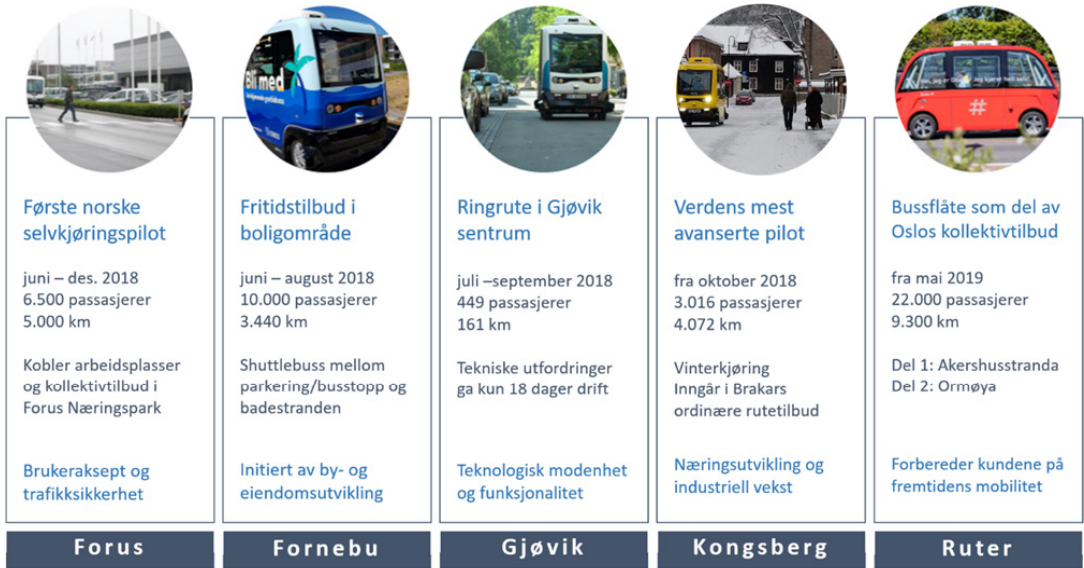 Bli med
#
Første norske
selvkjøringspilot
juni – des. 2018
6.500 passasjerer
5.000 km
Kobler arbeidsplasser
og kollektivtilbud i
Forus Næringspark
Brukeraksept og
trafikksikkerhet
Forus
Fritidstilbud i
boligområde
juni – august 2018
10.000 passasjerer
3.440 km
Shuttlebuss mellom
parkering/busstopp og
badestranden
Initiert av by- og
eiendomsutvikling
Fornebu
Ringrute i Gjøvik
sentrum
juli –september 2018
449 passasjerer
161 km
Tekniske utfordringer
ga kun 18 dager drift
Teknologisk modenhet
og funksjonalitet
Gjøvik
Verdens mest
avanserte pilot
fra oktober 2018
3.016 passasjerer
4.072 km
Vinterkjøring
Inngår i Brakars
ordinære rutetilbud
Næringsutvikling og
industriell vekst
Kongsberg
Bussflåte som del av
Oslos kollektivtilbud
fra mai 2019
22.000 passasjerer
9.300 km
Del 1: Akershusstranda
Del 2: Ormøya
Forbereder kundene på
fremtidens mobilitet
Ruter